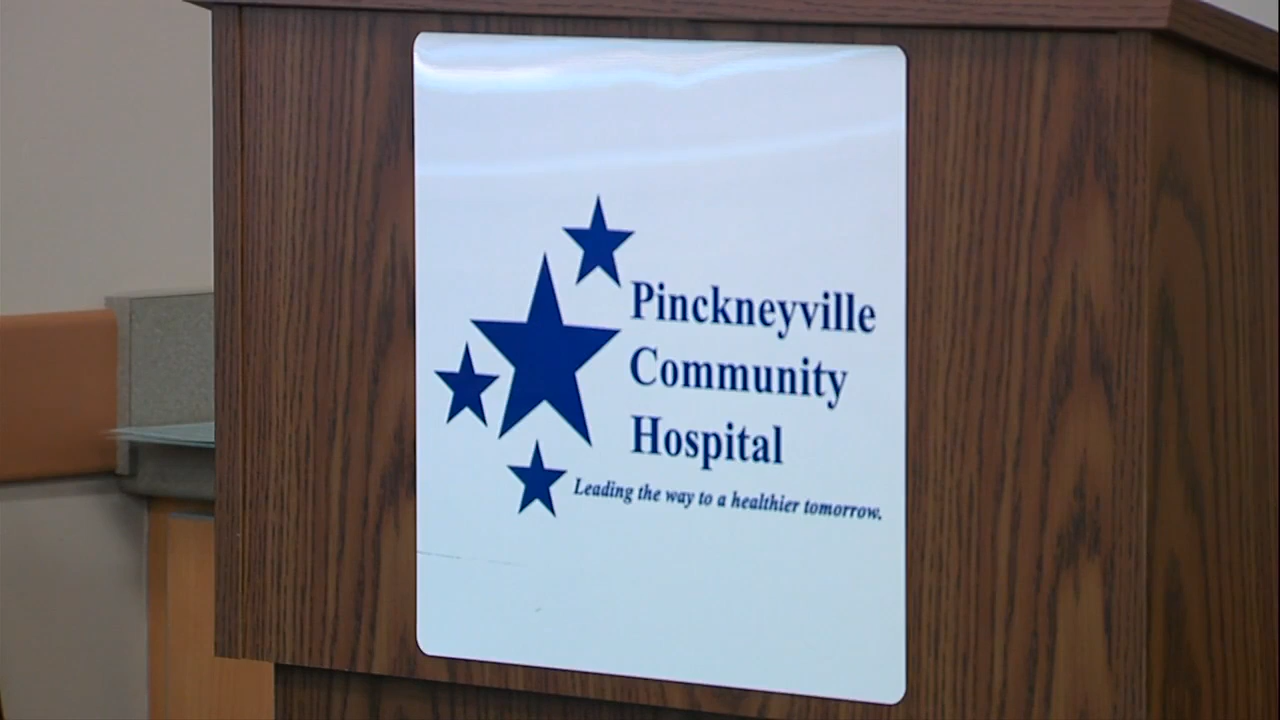 Pinckneyville
Community
Hospital
Leading the way to a healthier tomorrow.